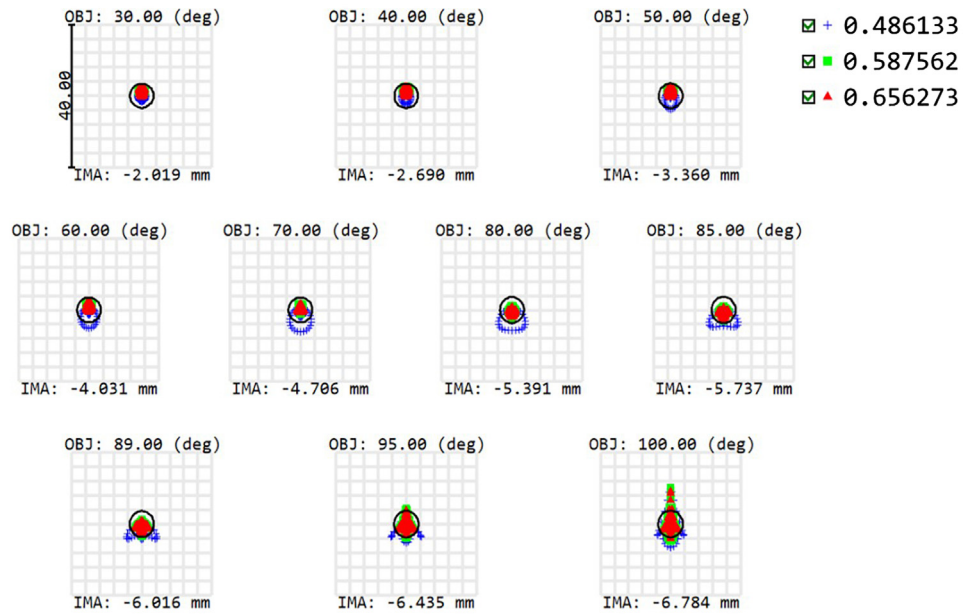 OBJ: 30.00 (deg)
OBJ: 40.00 (deg)
OBJ: 50.00 (deg)
+ 0.486133
0.587562
0.656273
40.00
IMA: -2.019 mm
IMA: -2.690 mm
IMA: -3.360 mm
OBJ: 60.00 (deg)
OBJ: 70.00 (deg)
OBJ: 80.00 (deg)
OBJ: 85.00 (deg)
IMA: -4.031 mm
IMA: -4.706 mm
IMA: -5.391 mm
IMA: -5.737 mm
OBJ: 89.00 (deg)
OBJ: 95.00 (deg)
OBJ: 100.00 (deg)
IMA: -6.016 mm
IMA: -6.435 mm
IMA: -6.784 mm